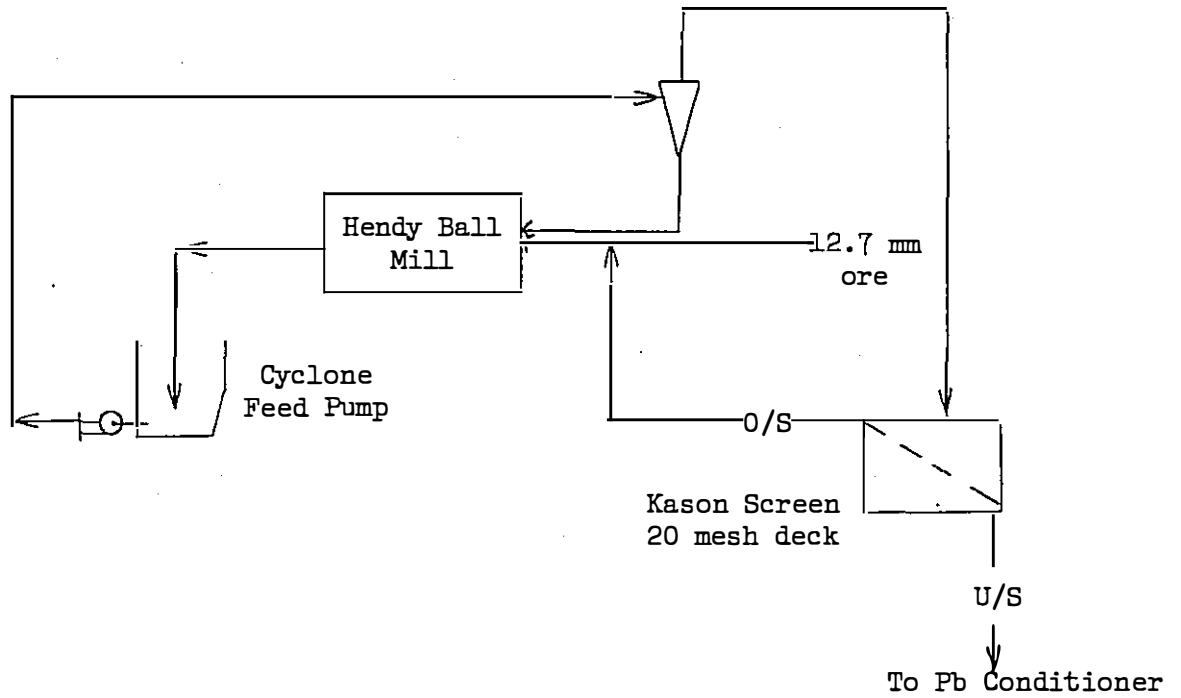 Hendy Ball
Mill
12.7 mm
ore
Cyclone
Feed Pump
O/S
Kason Screen
20 mesh deck
U/S
To Pb Conditioner